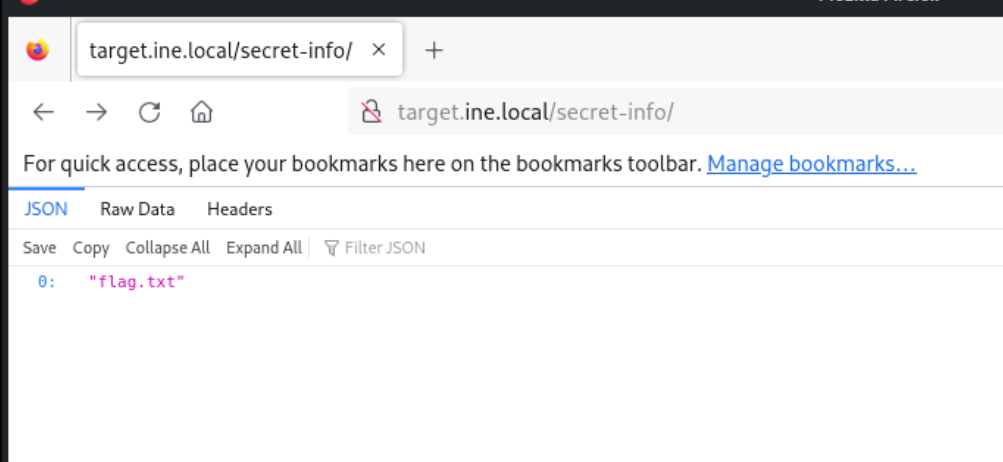 target.ine.local/secret-info/
target.ine.local/secret-info/
For quick access, place your bookmarks here on the bookmarks toolbar. Manage bookmarks…
JSON Raw Data Headers
Save Copy Collapse All Expand All Filter JSON
0: "flag.txt"